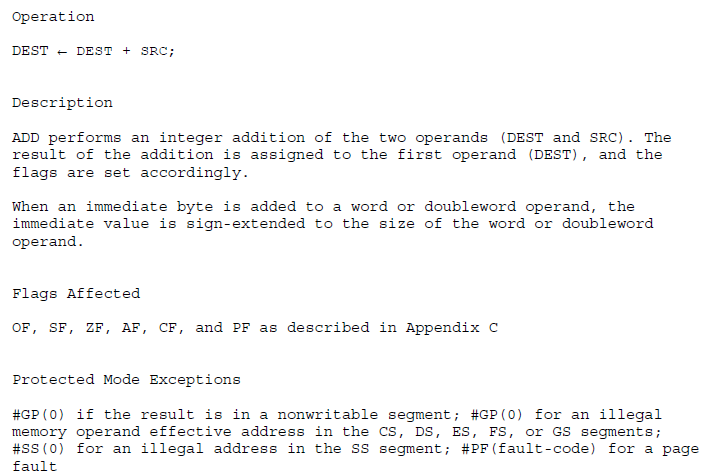 Operation
DEST ← DEST + SRC;
Description
ADD performs an integer addition of the two operands (DEST and SRC). The
result of the addition is assigned to the first operand (DEST), and the
flags are set accordingly.
When an immediate byte is added to a word or doubleword operand, the
immediate value is sign-extended to the size of the word or doubleword
operand.
Flags Affected
OF, SF, ZF, AF, CF, and PF as described in Appendix C
Protected Mode Exceptions
#GP(0) if the result is in a nonwritable segment; #GP(0) for an illegal
memory operand effective address in the CS, DS, ES, FS, or GS segments;
#SS(0) for an illegal address in the SS segment; #PF(fault-code) for a page
fault